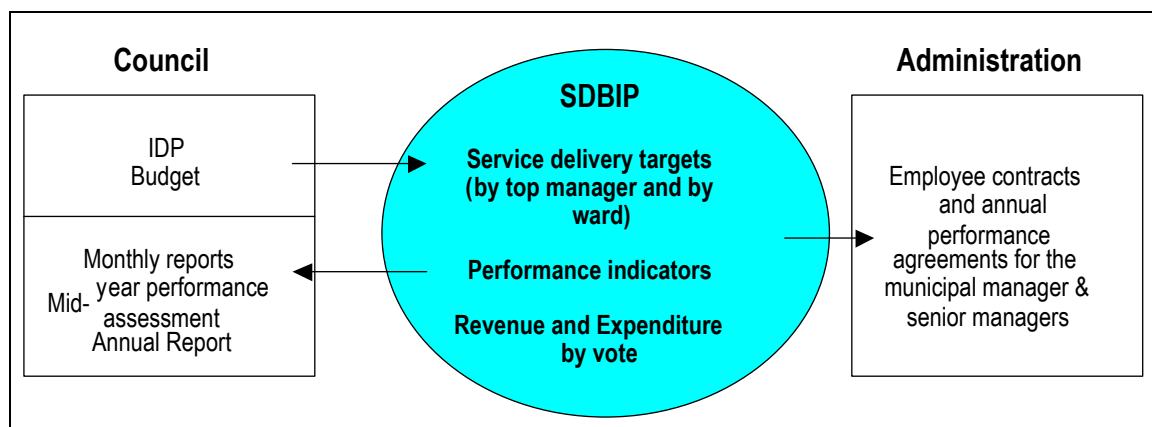 Council
IDP
Budget
Monthly reports
Mid- year performance
assessment
Annual Report
SDBIP
Service delivery targets
(by top manager and by
ward)
Performance indicators
Revenue and Expenditure
by vote
Administration
Employee contracts
and annual
performance
agreements for the
municipal manager &
senior managers